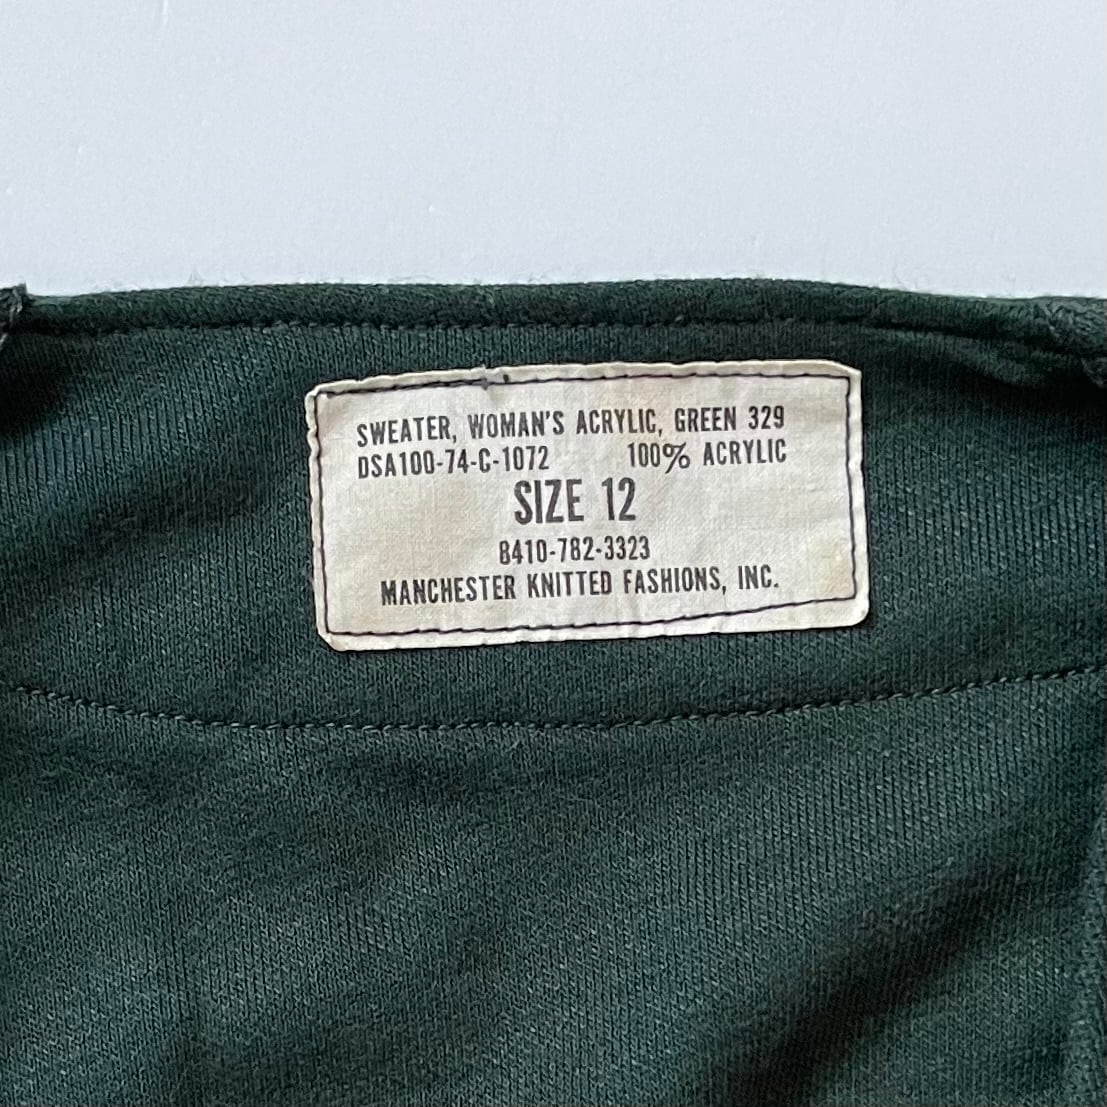 SWEATER, WOMAN'S ACRYLIC, GREEN 329
DSA100-74-C-1072 100% ACRYLIC
SIZE 12
8410-782-3323
MANCHESTER KNITTED FASHIONS, INC.